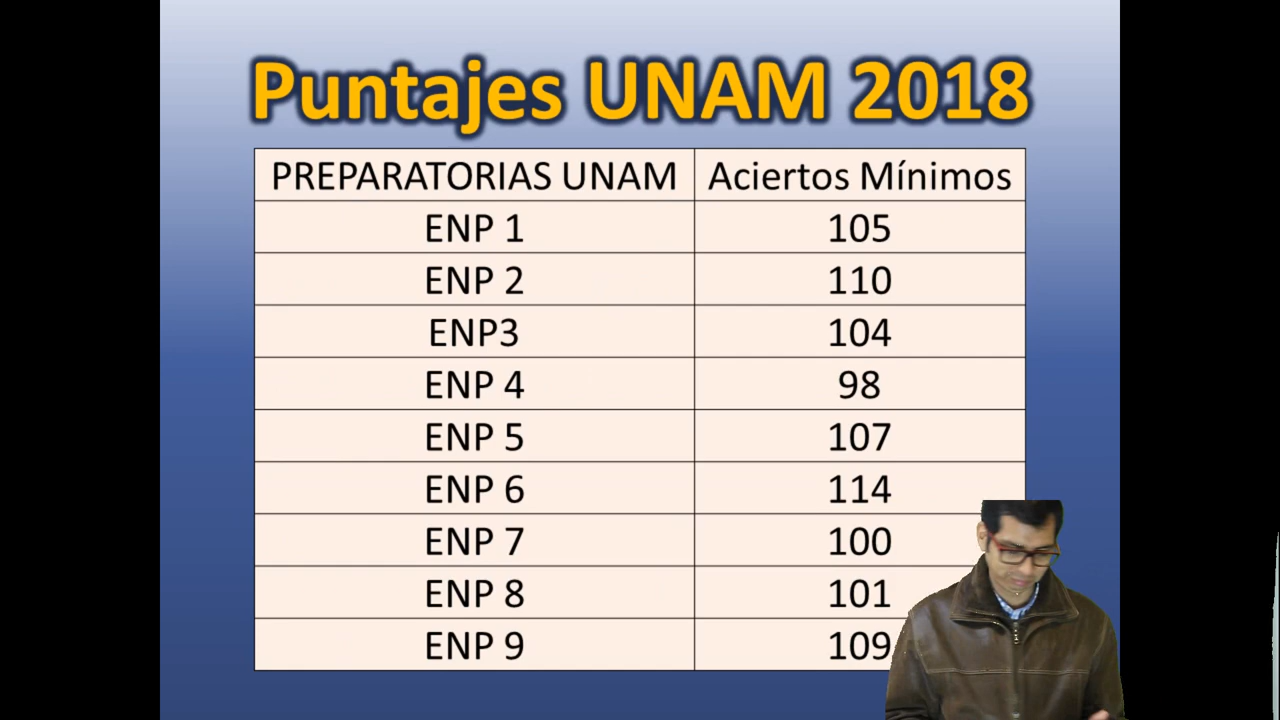 Puntajes UNAM 2018
PREPARATORIAS UNAM Aciertos Mínimos
ENP 1 105
ENP 2 110
ENP3 104
ENP 4 98
ENP 5 107
ENP 6 114
ENP 7 100
ENP 8 101
ENP 9 109